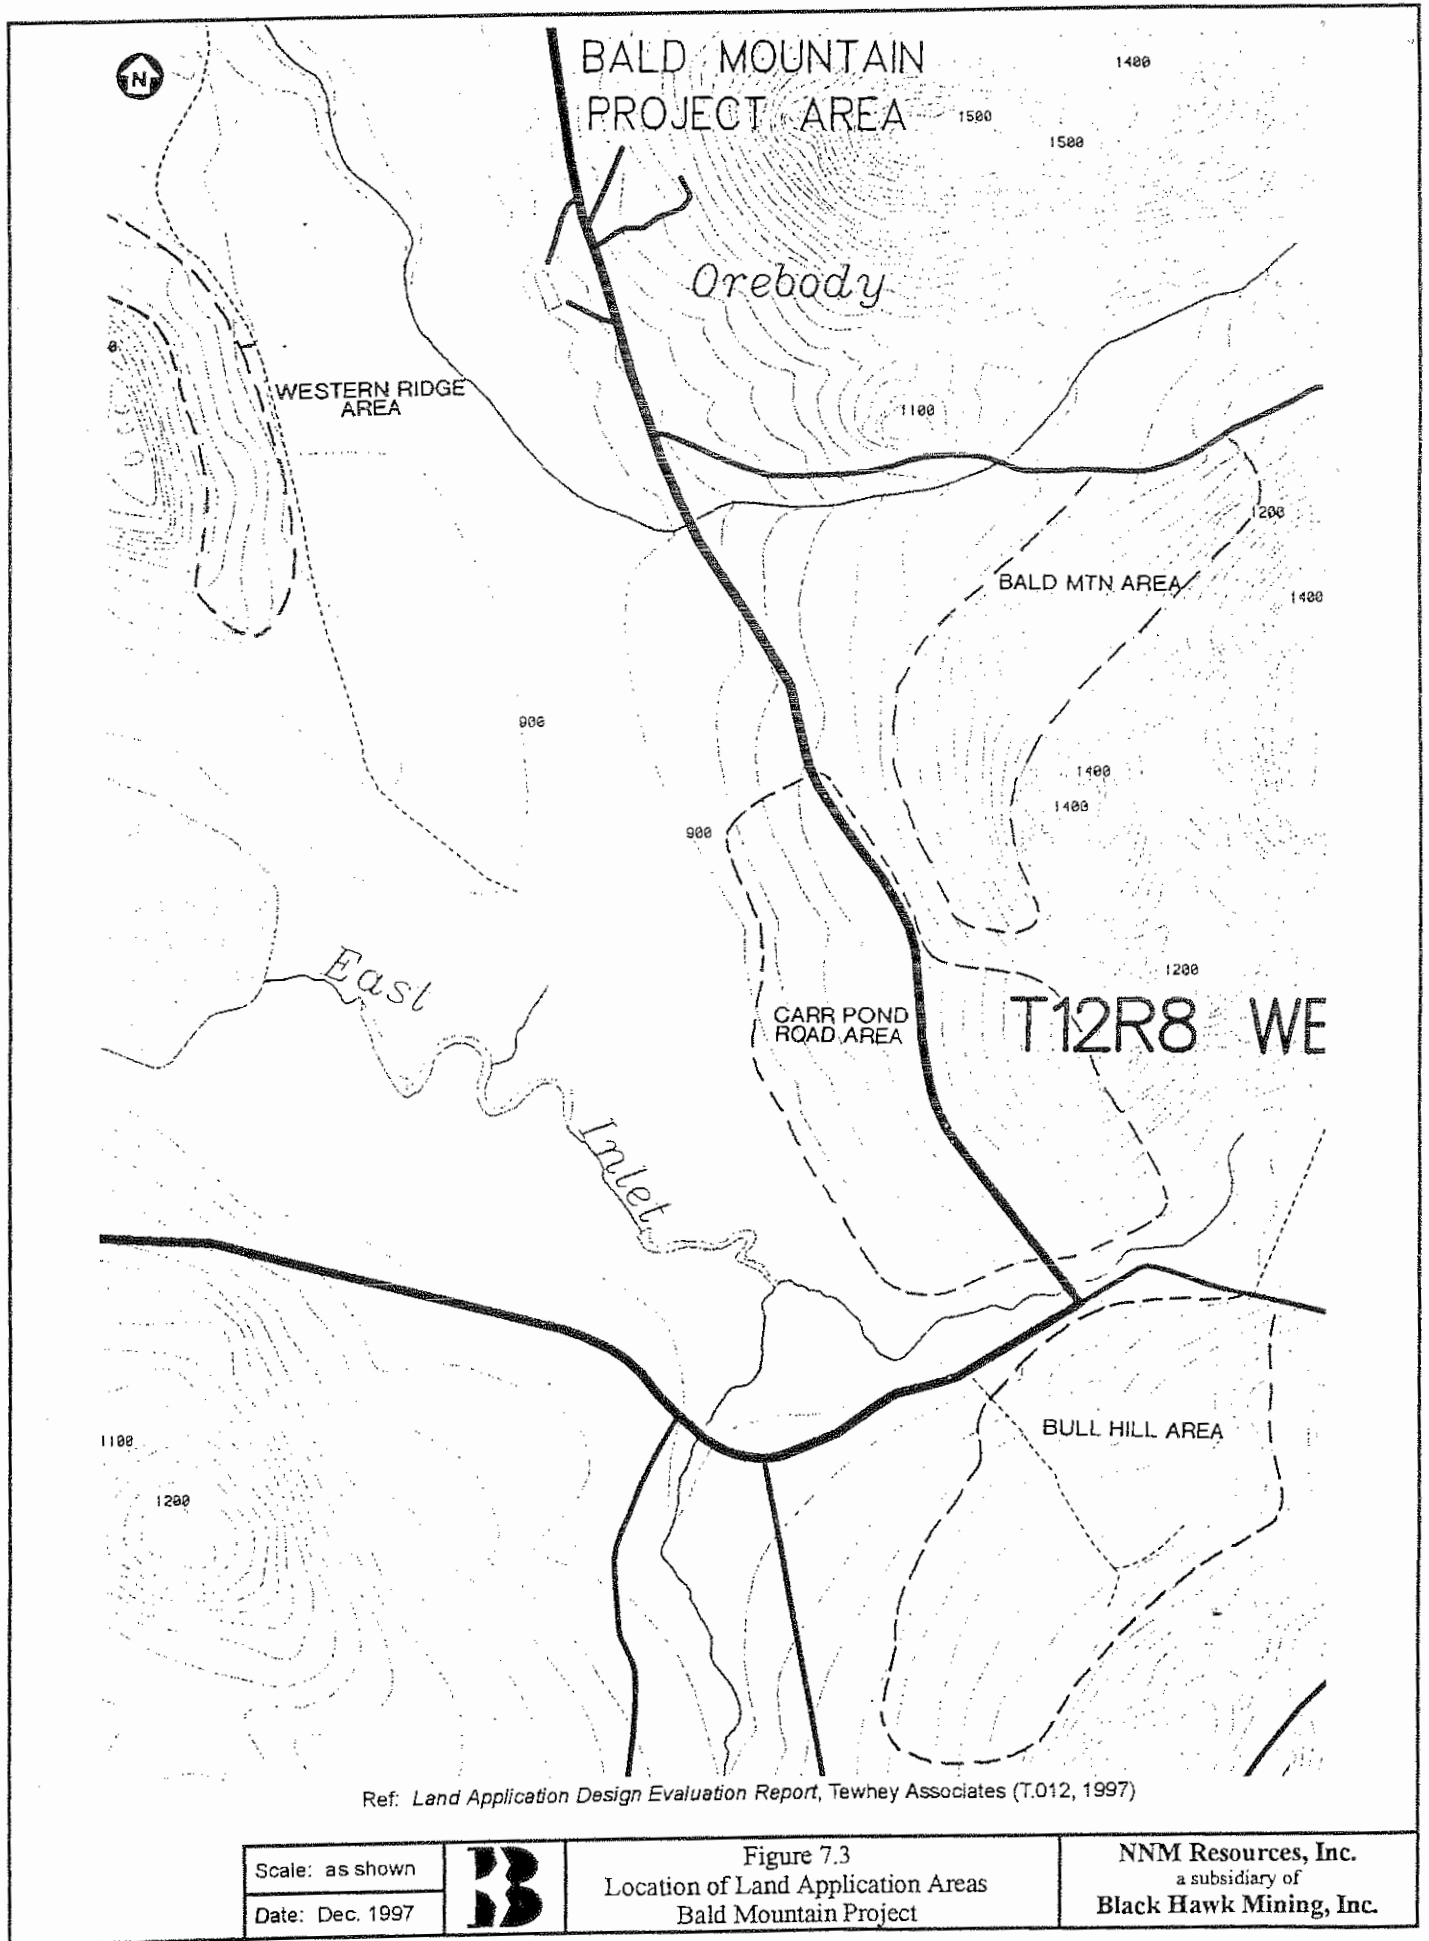 N
BALD MOUNTAIN
PROJECT AREA
1400
1500
1500
Orebody
WESTERN RIDGE
AREA
1100
1200
BALD MTN AREA
1400
900
1400
1400
900
East
1200
CARR POND
ROAD AREA
T12R8 WE
Inlet
BULL HILL AREA
1100
1200
Ref: Land Application Design Evaluation Report, Tewhey Associates (T.012, 1997)
Scale: as shown
Date: Dec. 1997
B
Figure 7.3
Location of Land Application Areas
Bald Mountain Project
NNM Resources, Inc.
a subsidiary of
Black Hawk Mining, Inc.